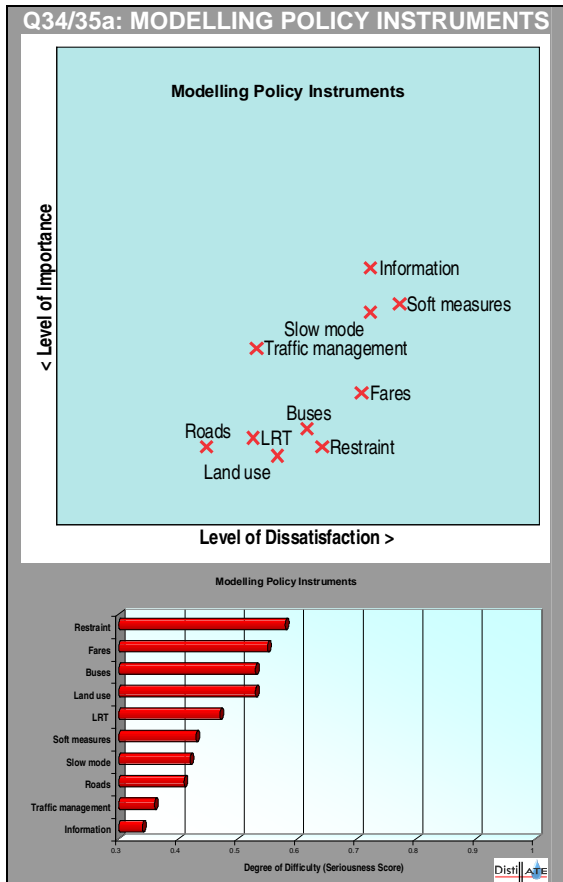 Q34/35a: MODELLING POLICY INSTRUMENTS
Modelling Policy Instruments
< Level of Importance
Information
Soft measures
Slow mode
Traffic management
Fares
Buses
Roads
LRT
Restraint
Land use
Level of Dissatisfaction >
Modelling Policy Instruments
Restraint
Fares
Buses
Land use
LRT
Soft measures
Slow mode
Roads
Traffic management
Information
0.3 0.4 0.5 0.6 0.7 0.8 0.9 1
Degree of Difficulty (Seriousness Score)
DistillATE